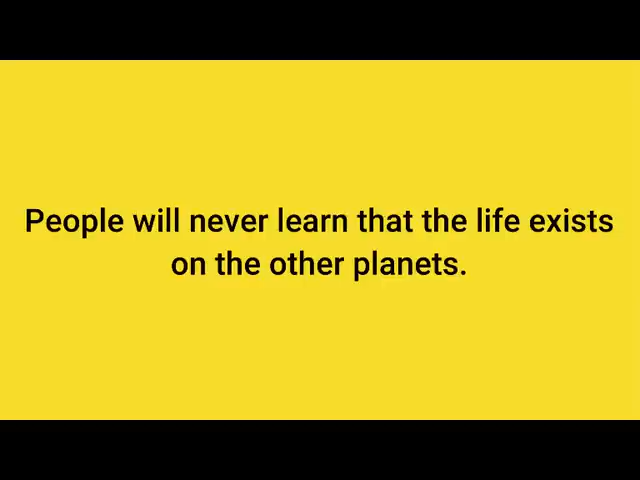 People will never learn that the life exists
on the other planets.